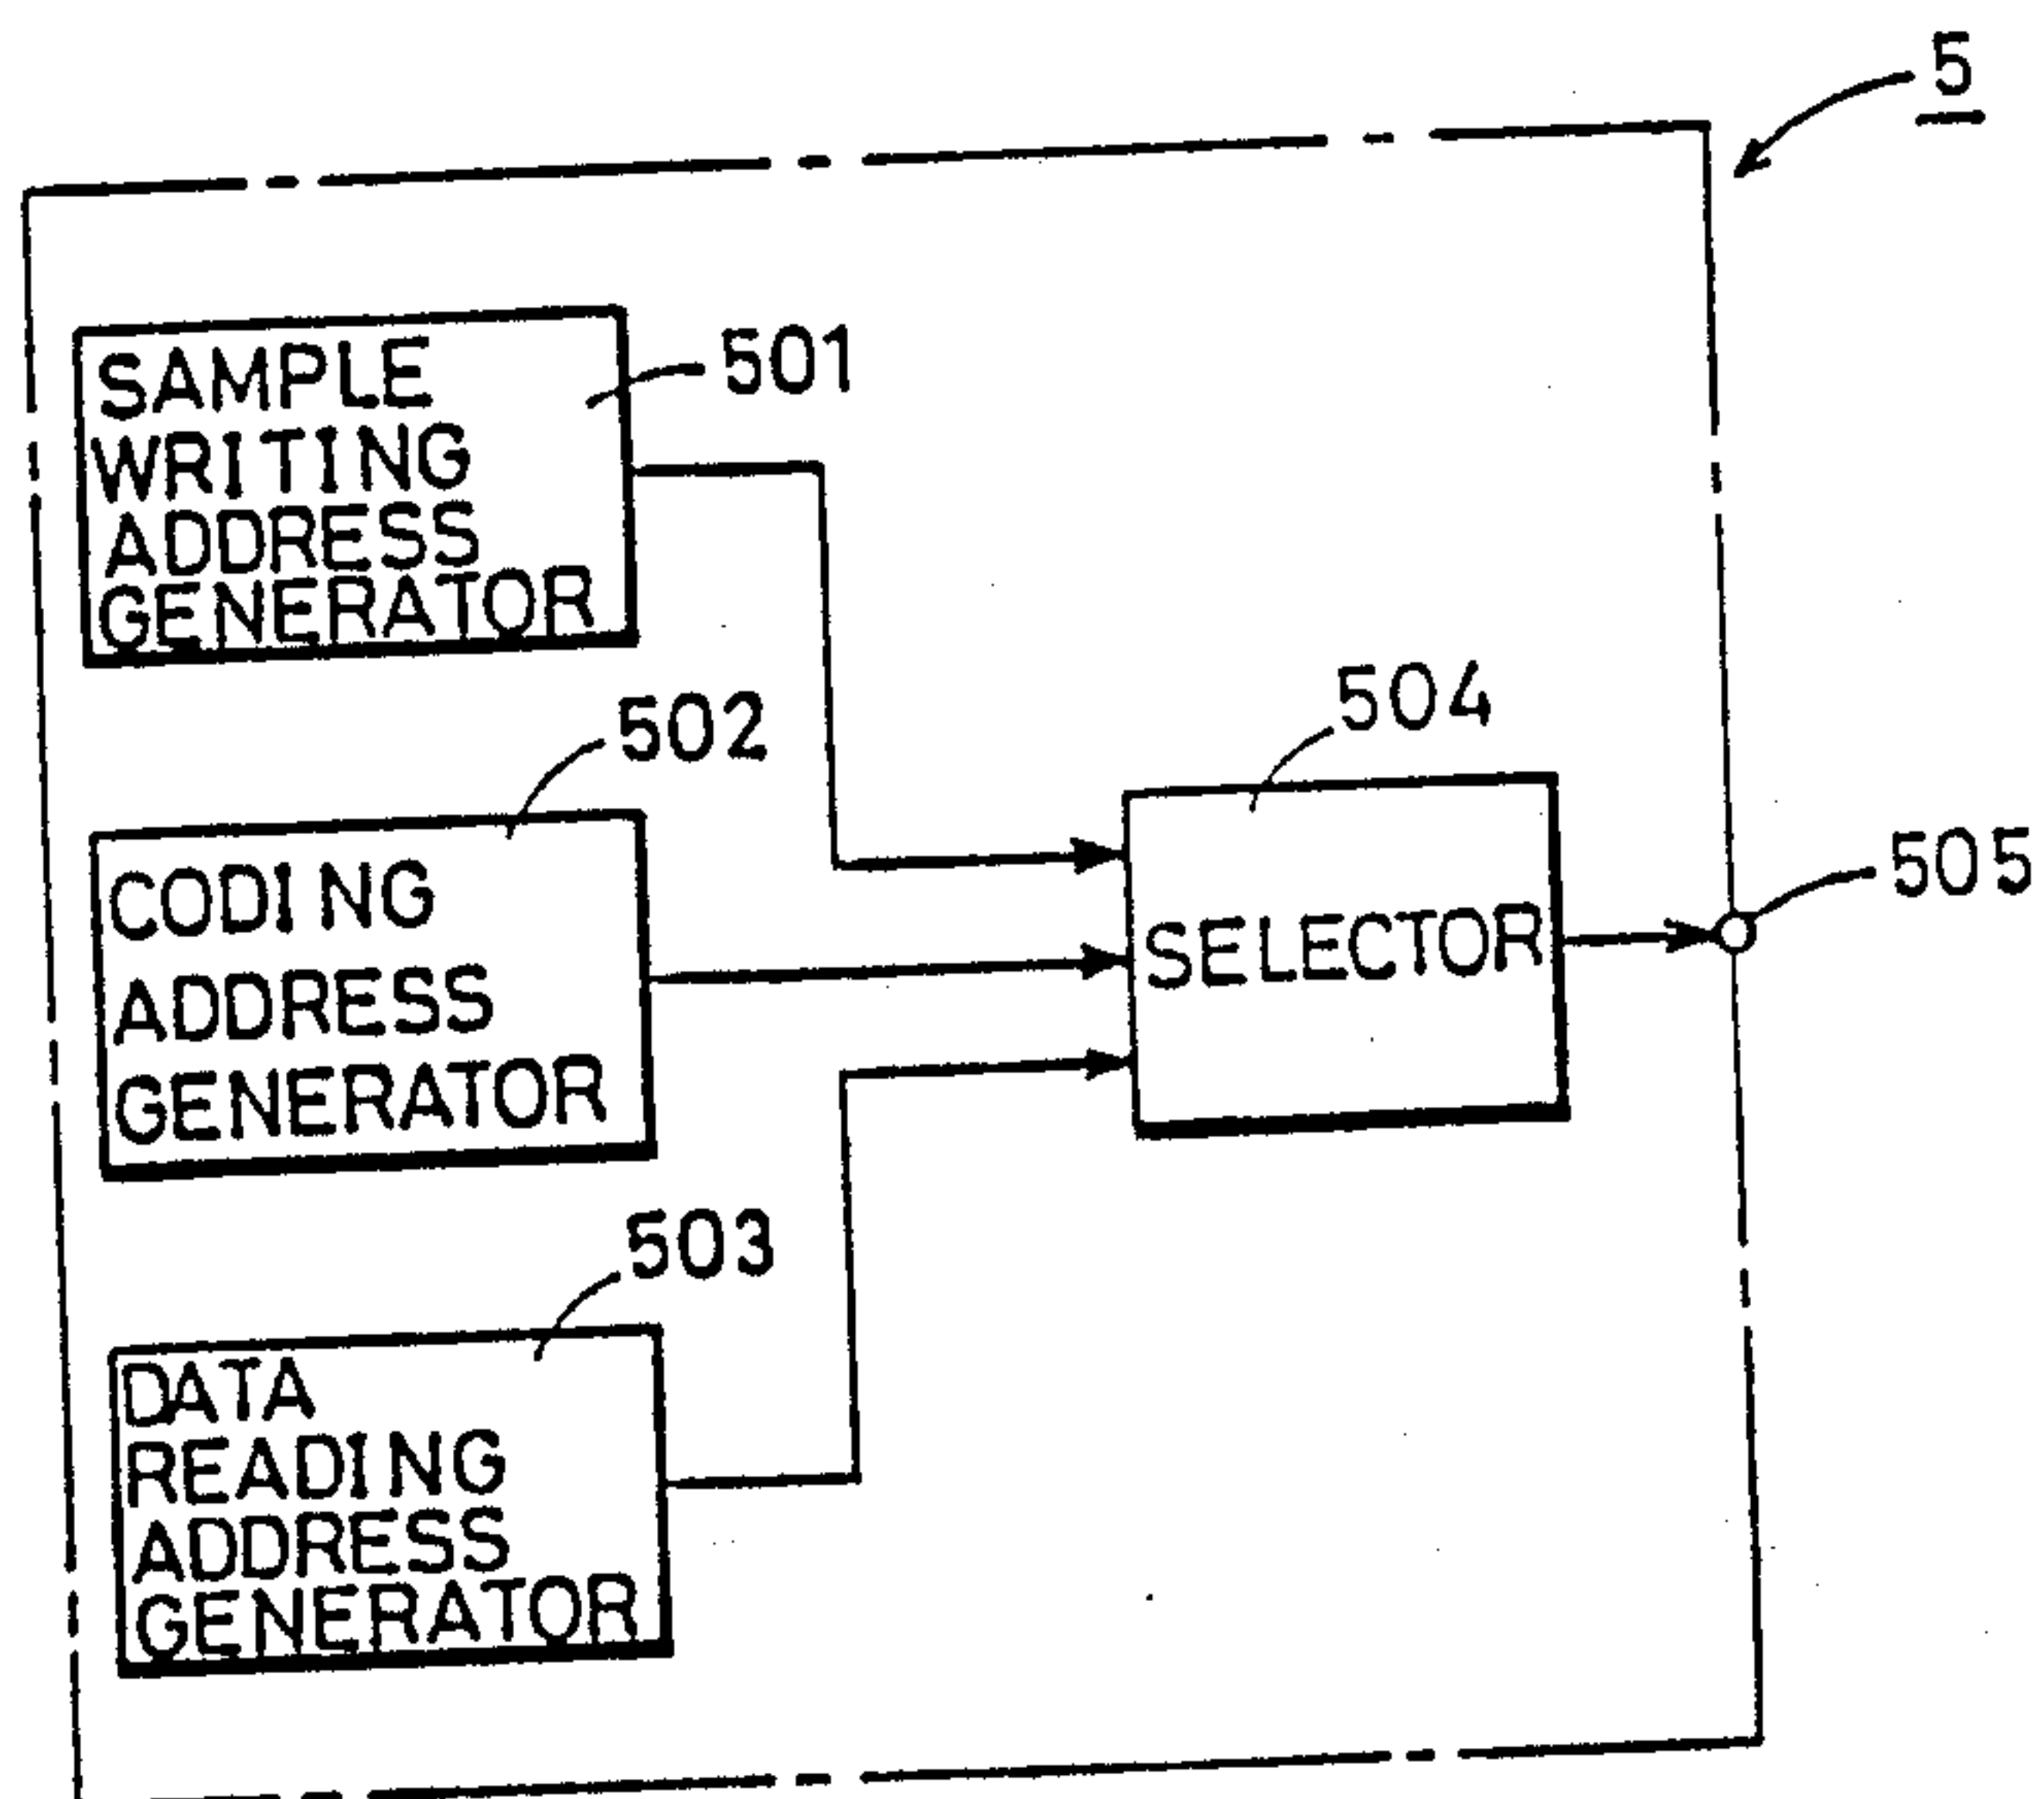 5
SAMPLE
WRITING
ADDRESS
GENERATOR
501
502
CODING
ADDRESS
GENERATOR
503
DATA
READING
ADDRESS
GENERATOR
504
SELECTOR
505